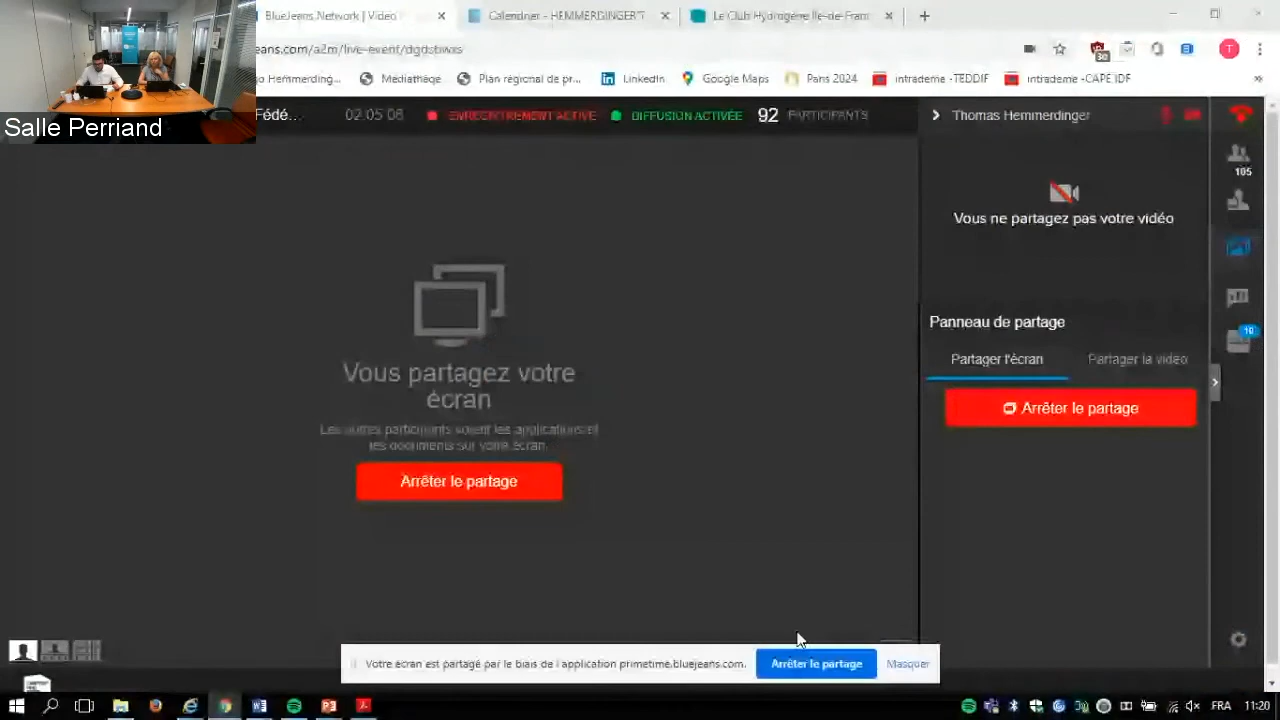 BlueJeans Network | Video
Calendrier - HEMMERDINGER T
Le Club Hydrogène Ile-de-Fran
eans.com/a2m/live-event/
30
T
o Hemmerding...
Médiathèque
Plan régional de pr...
LinkedIn
Google Maps
Paris 2024
intrademe -TEDDIF
intrademe -CAPE IDF
»
Salle Perriand
Fédé...
02:05:08
ENREGISTREMENT ACTIVÉ
DIFFUSION ACTIVÉE
92 PARTICIPANTS
Thomas Hemmerdinger
105
Vous ne partagez pas votre vidéo
Vous partagez votre
écran
Les autres participants voient les applications et
les documents sur votre écran.
Arrêter le partage
Panneau de partage
Partager l'écran
Partager la vidéo
Arrêter le partage
Votre écran est partagé par le biais de l'application primetime.bluejeans.com.
Arrêter le partage
Masquer
FRA
11:20